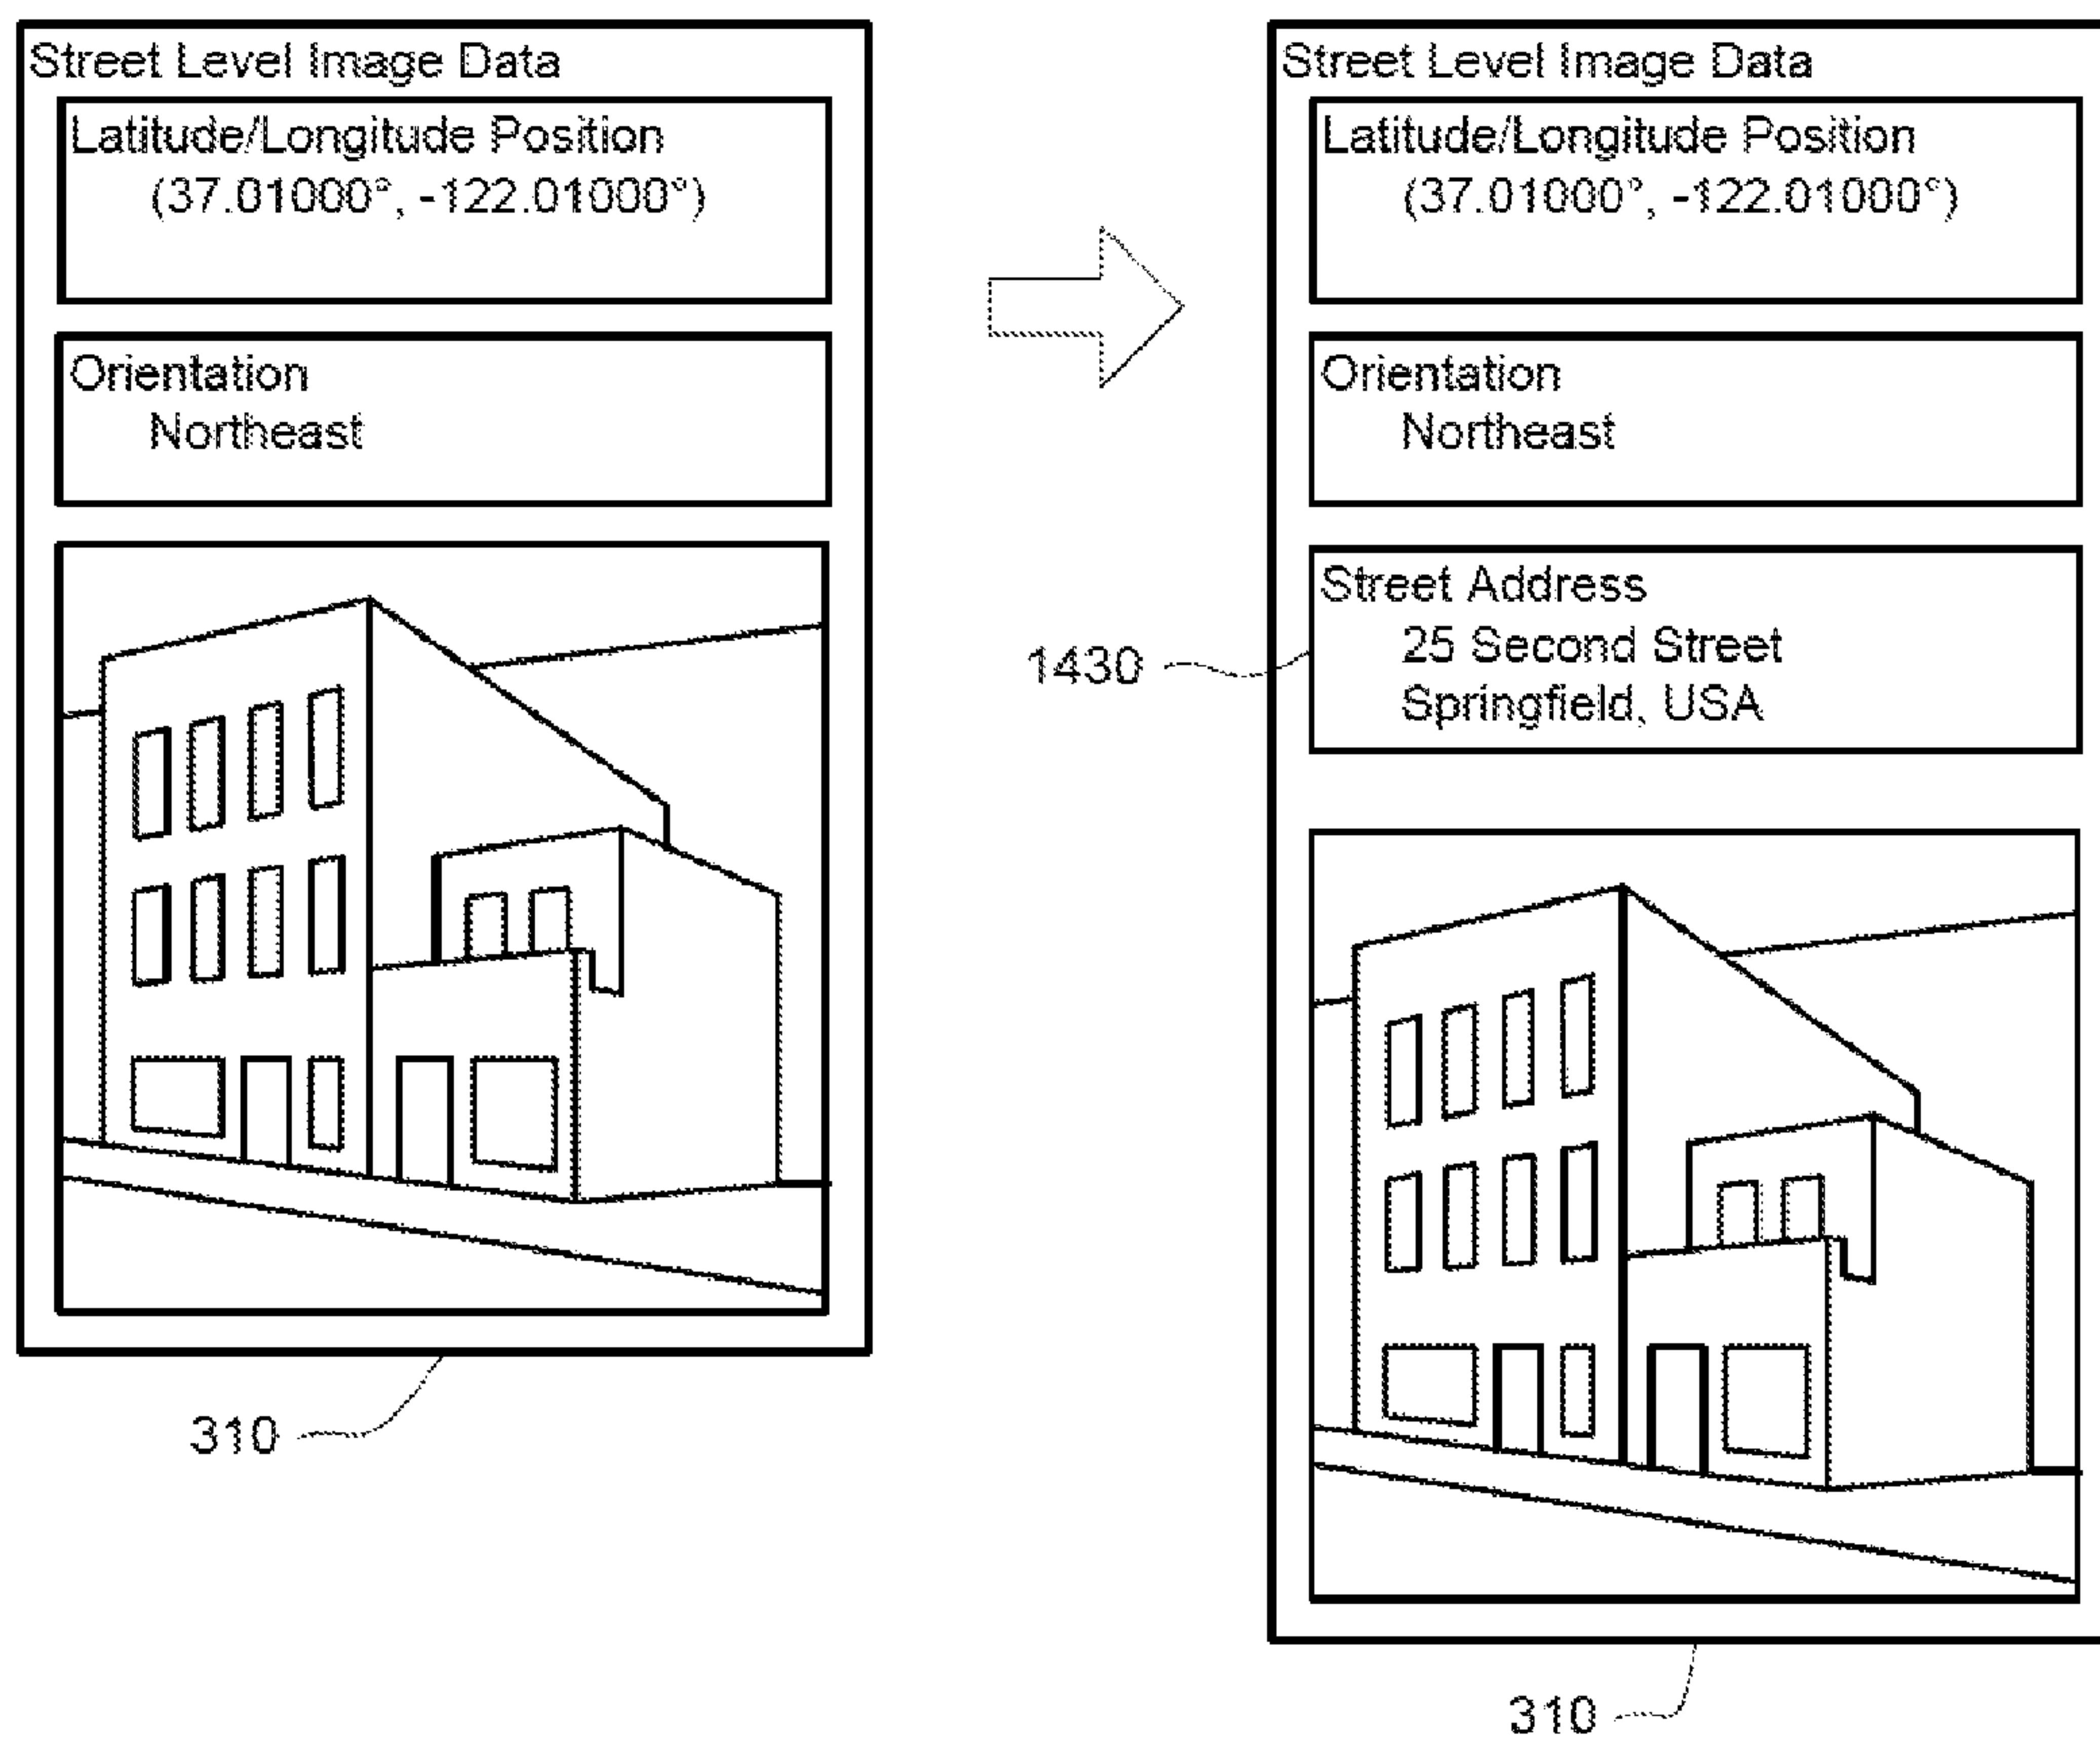 Street Level Image Data
Latitude/Longitude Position
(37.01000°, -122.01000°)
Orientation
Northeast
310
Street Level Image Data
Latitude/Longitude Position
(37.01000°, -122.01000°)
Orientation
Northeast
1430
Street Address
25 Second Street
Springfield, USA
310